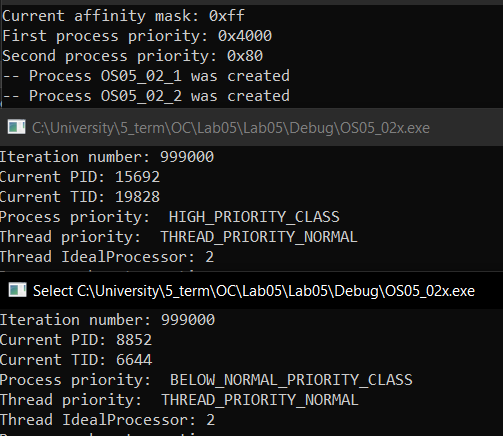 Current affinity mask: 0xff
First process priority: 0x4000
Second process priority: 0x80
-- Process OS05_02_1 was created
-- Process OS05_02_2 was created
C:\University\5_term\OC\Lab05\Lab05\Debug\OS05_02x.exe
Iteration number: 999000
Current PID: 15692
Current TID: 19828
Process priority:  HIGH_PRIORITY_CLASS
Thread priority:  THREAD_PRIORITY_NORMAL
Thread IdealProcessor: 2
Select C:\University\5_term\OC\Lab05\Lab05\Debug\OS05_02x.exe
Iteration number: 999000
Current PID: 8852
Current TID: 6644
Process priority:  BELOW_NORMAL_PRIORITY_CLASS
Thread priority:  THREAD_PRIORITY_NORMAL
Thread IdealProcessor: 2